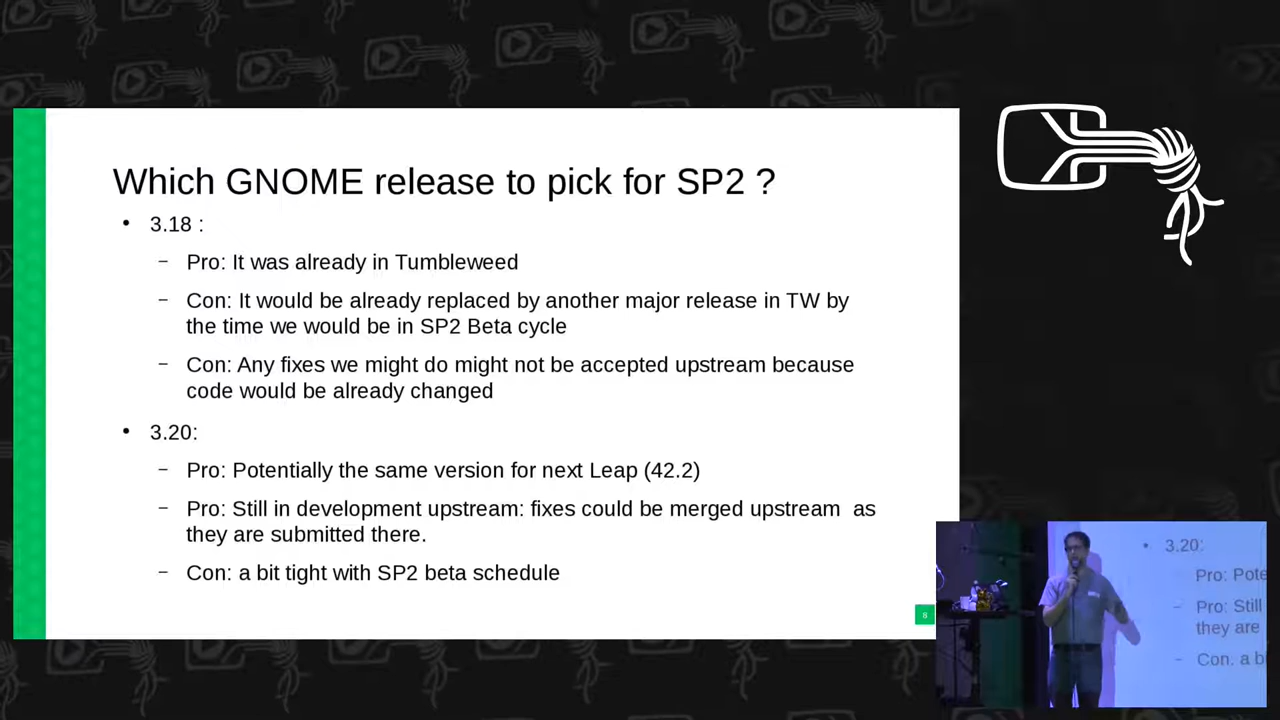 Which GNOME release to pick for SP2 ?
• 3.18 :
– Pro: It was already in Tumbleweed
– Con: It would be already replaced by another major release in TW by
the time we would be in SP2 Beta cycle
– Con: Any fixes we might do might not be accepted upstream because
code would be already changed
• 3.20:
– Pro: Potentially the same version for next Leap (42.2)
– Pro: Still in development upstream: fixes could be merged upstream  as
they are submitted there.
– Con: a bit tight with SP2 beta schedule
8
• 3.20:
Pro: Pote
– Pro: Still
they are
– Con. a b